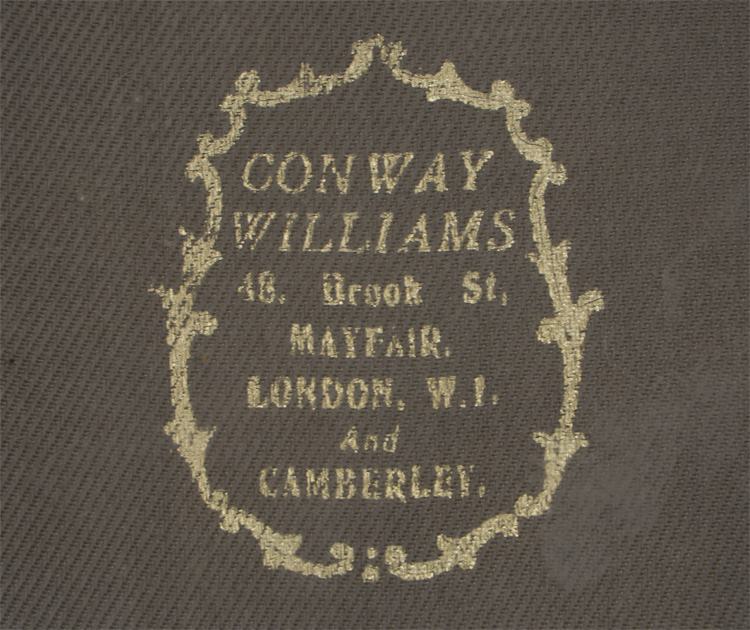 CONWAY
WILLIAMS
48. Brook St,
MAYFAIR.
LONDON. W.1.
And
CAMBERLEY.